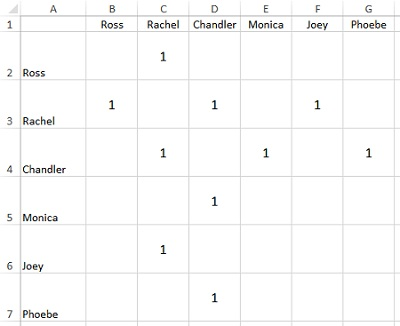 A B C D E F G
1 Ross Rachel Chandler Monica Joey Phoebe
2 Ross 1
3 Rachel 1 1 1
4 Chandler 1 1 1
5 Monica 1
6 Joey 1
7 Phoebe 1